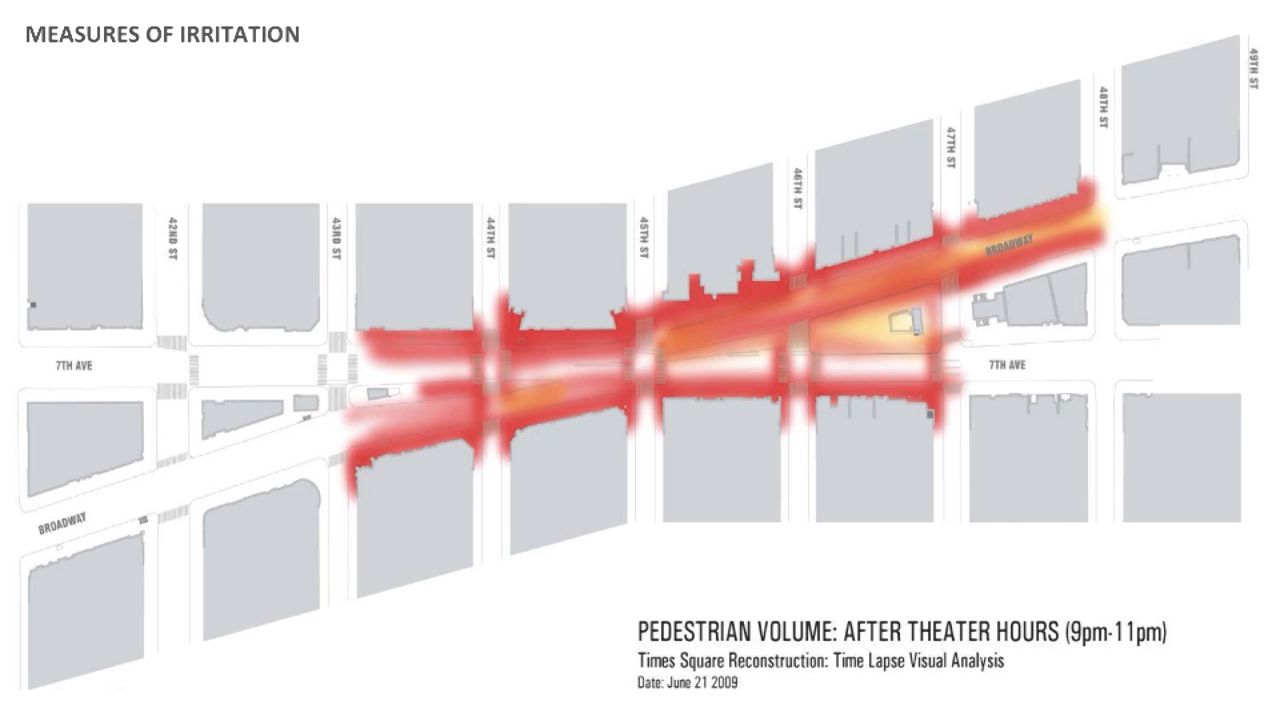 MEASURES OF IRRITATION
49TH ST
48TH ST
47TH ST
46TH ST
45TH ST
44TH ST
43RD ST
42ND ST
BROADWAY
7TH AVE
7TH AVE
BROADWAY
PEDESTRIAN VOLUME: AFTER THEATER HOURS (9pm-11pm)
Times Square Reconstruction: Time Lapse Visual Analysis
Date: June 21 2009